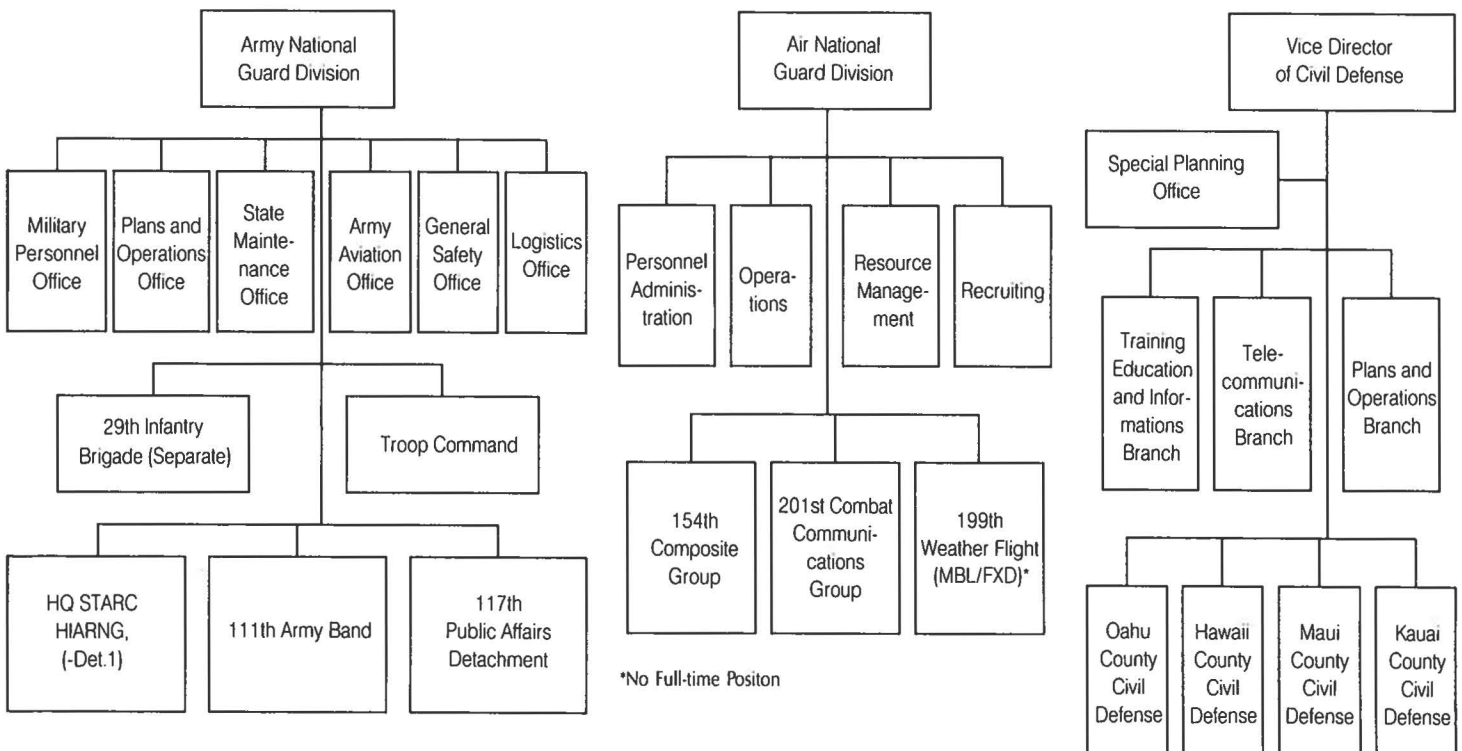 Army National
Guard Division
Military
Personnel
Office
Plans and
Operations
Office
State
Mainte-
nance
Office
Army
Aviation
Office
General
Safety
Office
Logistics
Office
29th Infantry
Brigade (Separate)
Troop Command
HQ STARC
HIARNG,
(-Det.1)
111th Army Band
117th
Public Affairs
Detachment
Air National
Guard Division
Personnel
Adminis-
tration
Opera-
tions
Resource
Manage-
ment
Recruiting
154th
Composite
Group
201st Combat
Communi-
cations
Group
199th
Weather Flight
(MBL/FXD)*
*No Full-time Positon
Vice Director
of Civil Defense
Special Planning
Office
Training
Education
and Infor-
mations
Branch
Tele-
communi-
cations
Branch
Plans and
Operations
Branch
Oahu
County
Civil
Defense
Hawaii
County
Civil
Defense
Maui
County
Civil
Defense
Kauai
County
Civil
Defense